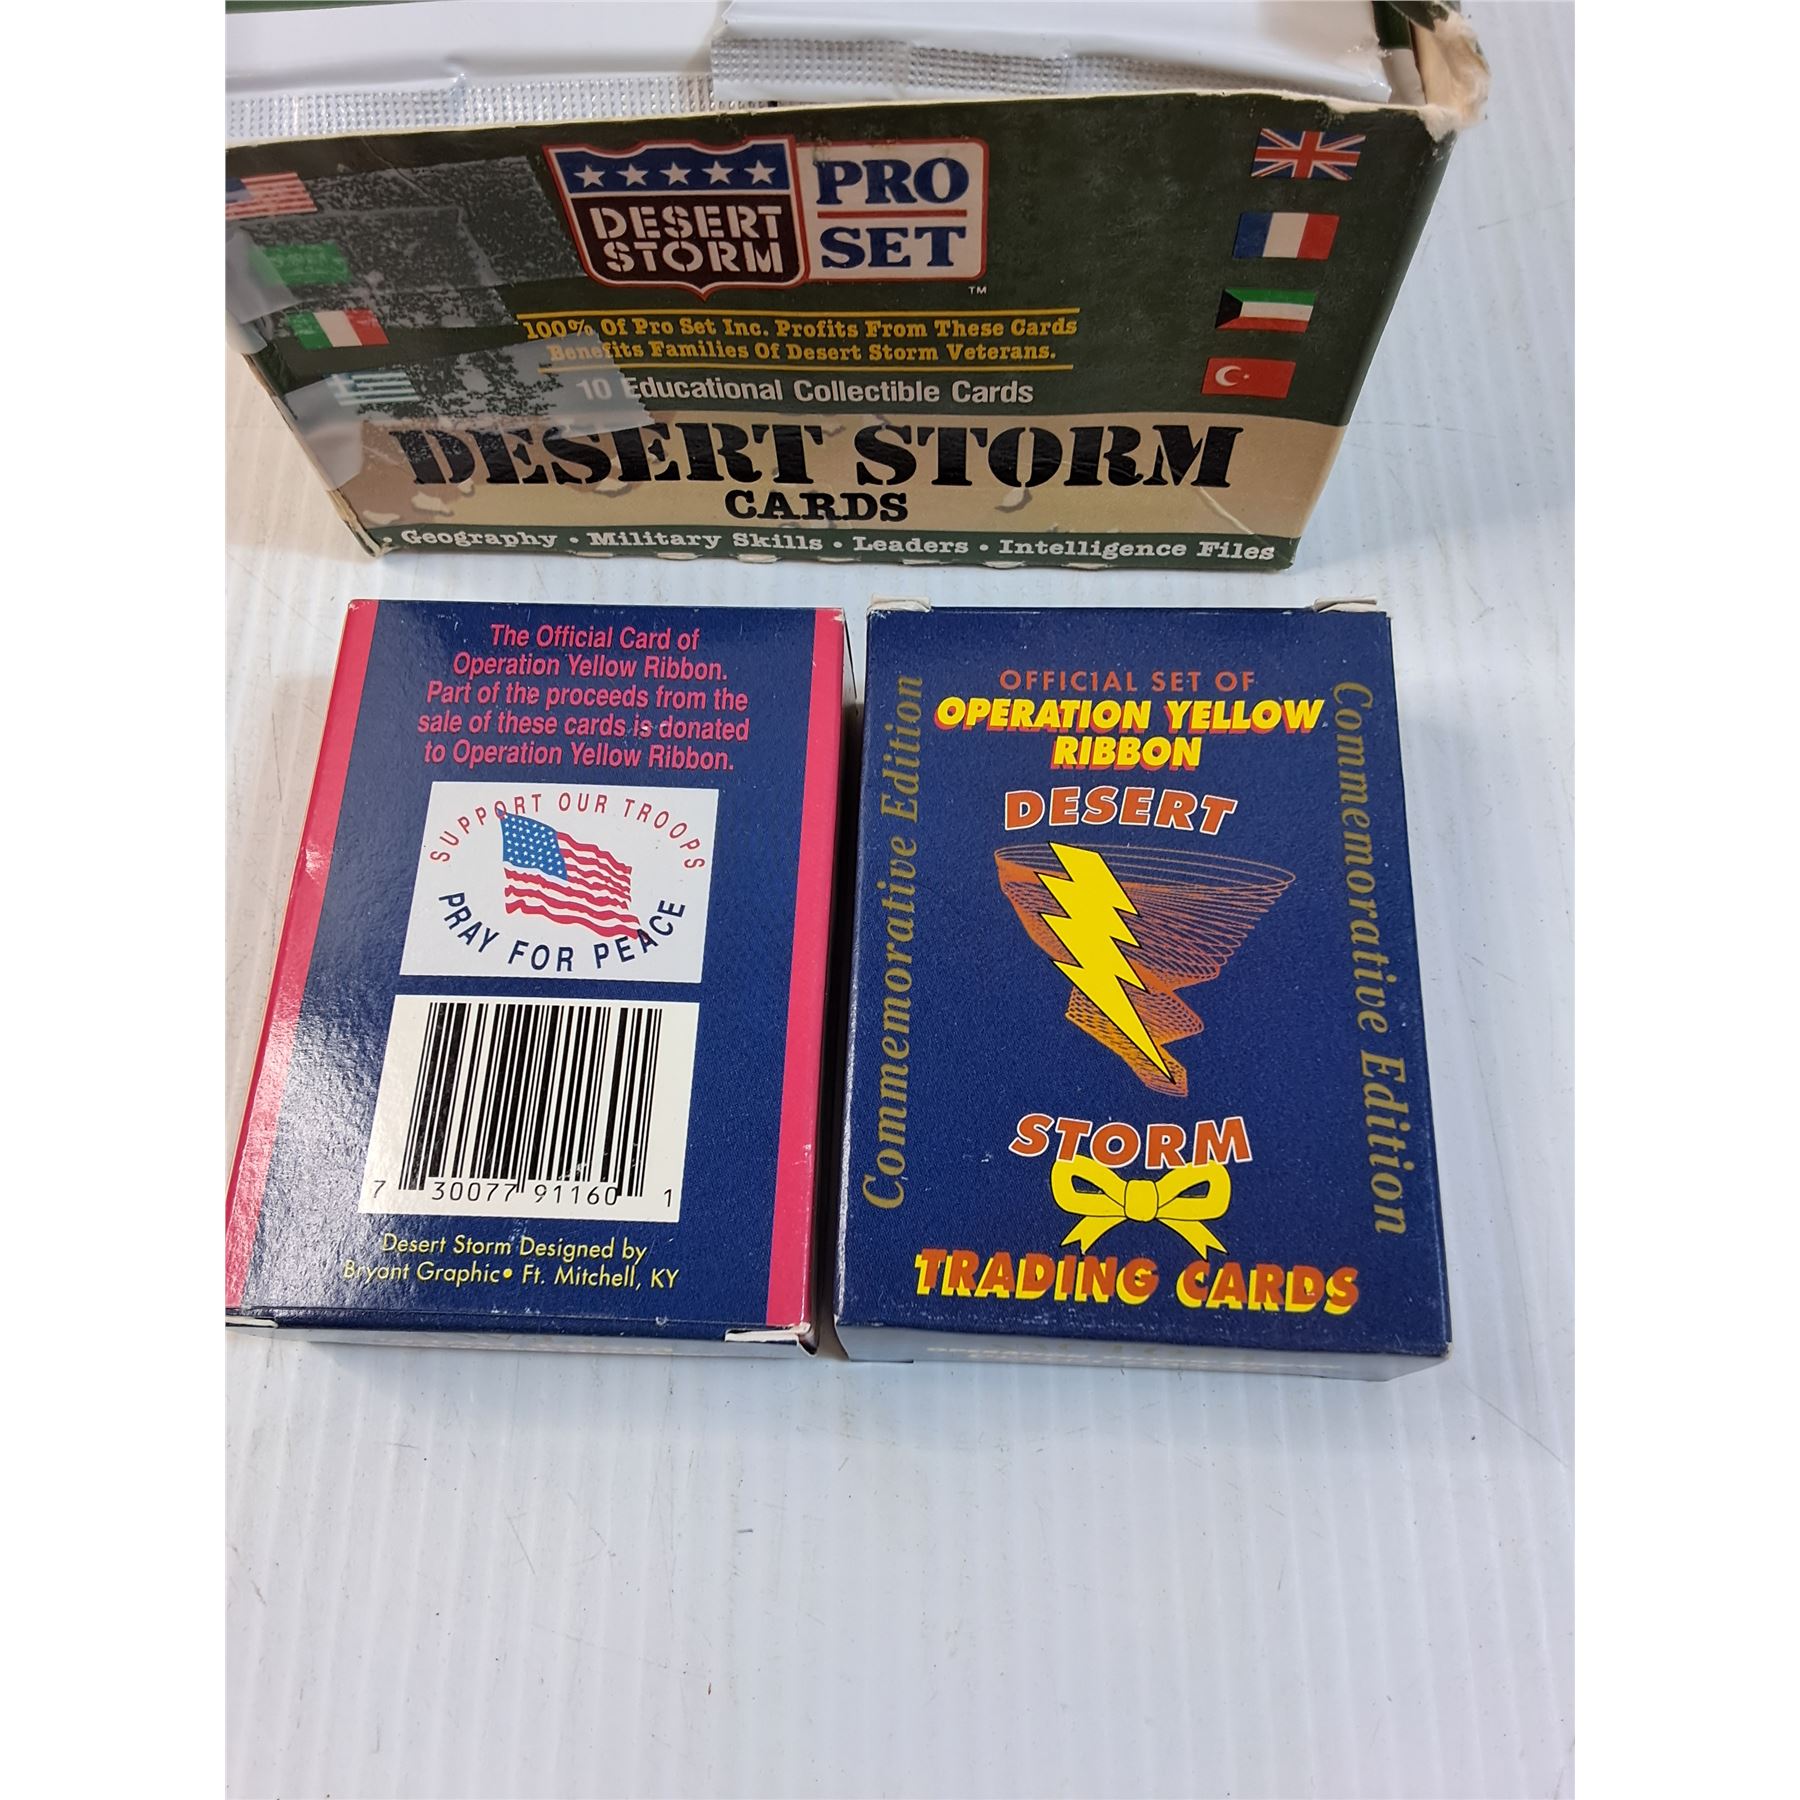 DESERT
STORM
PRO
SET
™
100% Of Pro Set Inc. Profits From These Cards
Benefits Families Of Desert Storm Veterans.
10 Educational Collectible Cards
DESERT STORM
CARDS
• Geography • Military Skills • Leaders • Intelligence Files
The Official Card of
Operation Yellow Ribbon.
Part of the proceeds from the
sale of these cards is donated
to Operation Yellow Ribbon.
SUPPORT OUR TROOPS
PRAY FOR PEACE
7 30077 91160 1
Desert Storm Designed by
Bryant Graphic• Ft. Mitchell, KY
Commemorative Edition
OFFICIAL SET OF
OPERATION YELLOW
RIBBON
DESERT
STORM
TRADING CARDS
Commemorative Edition